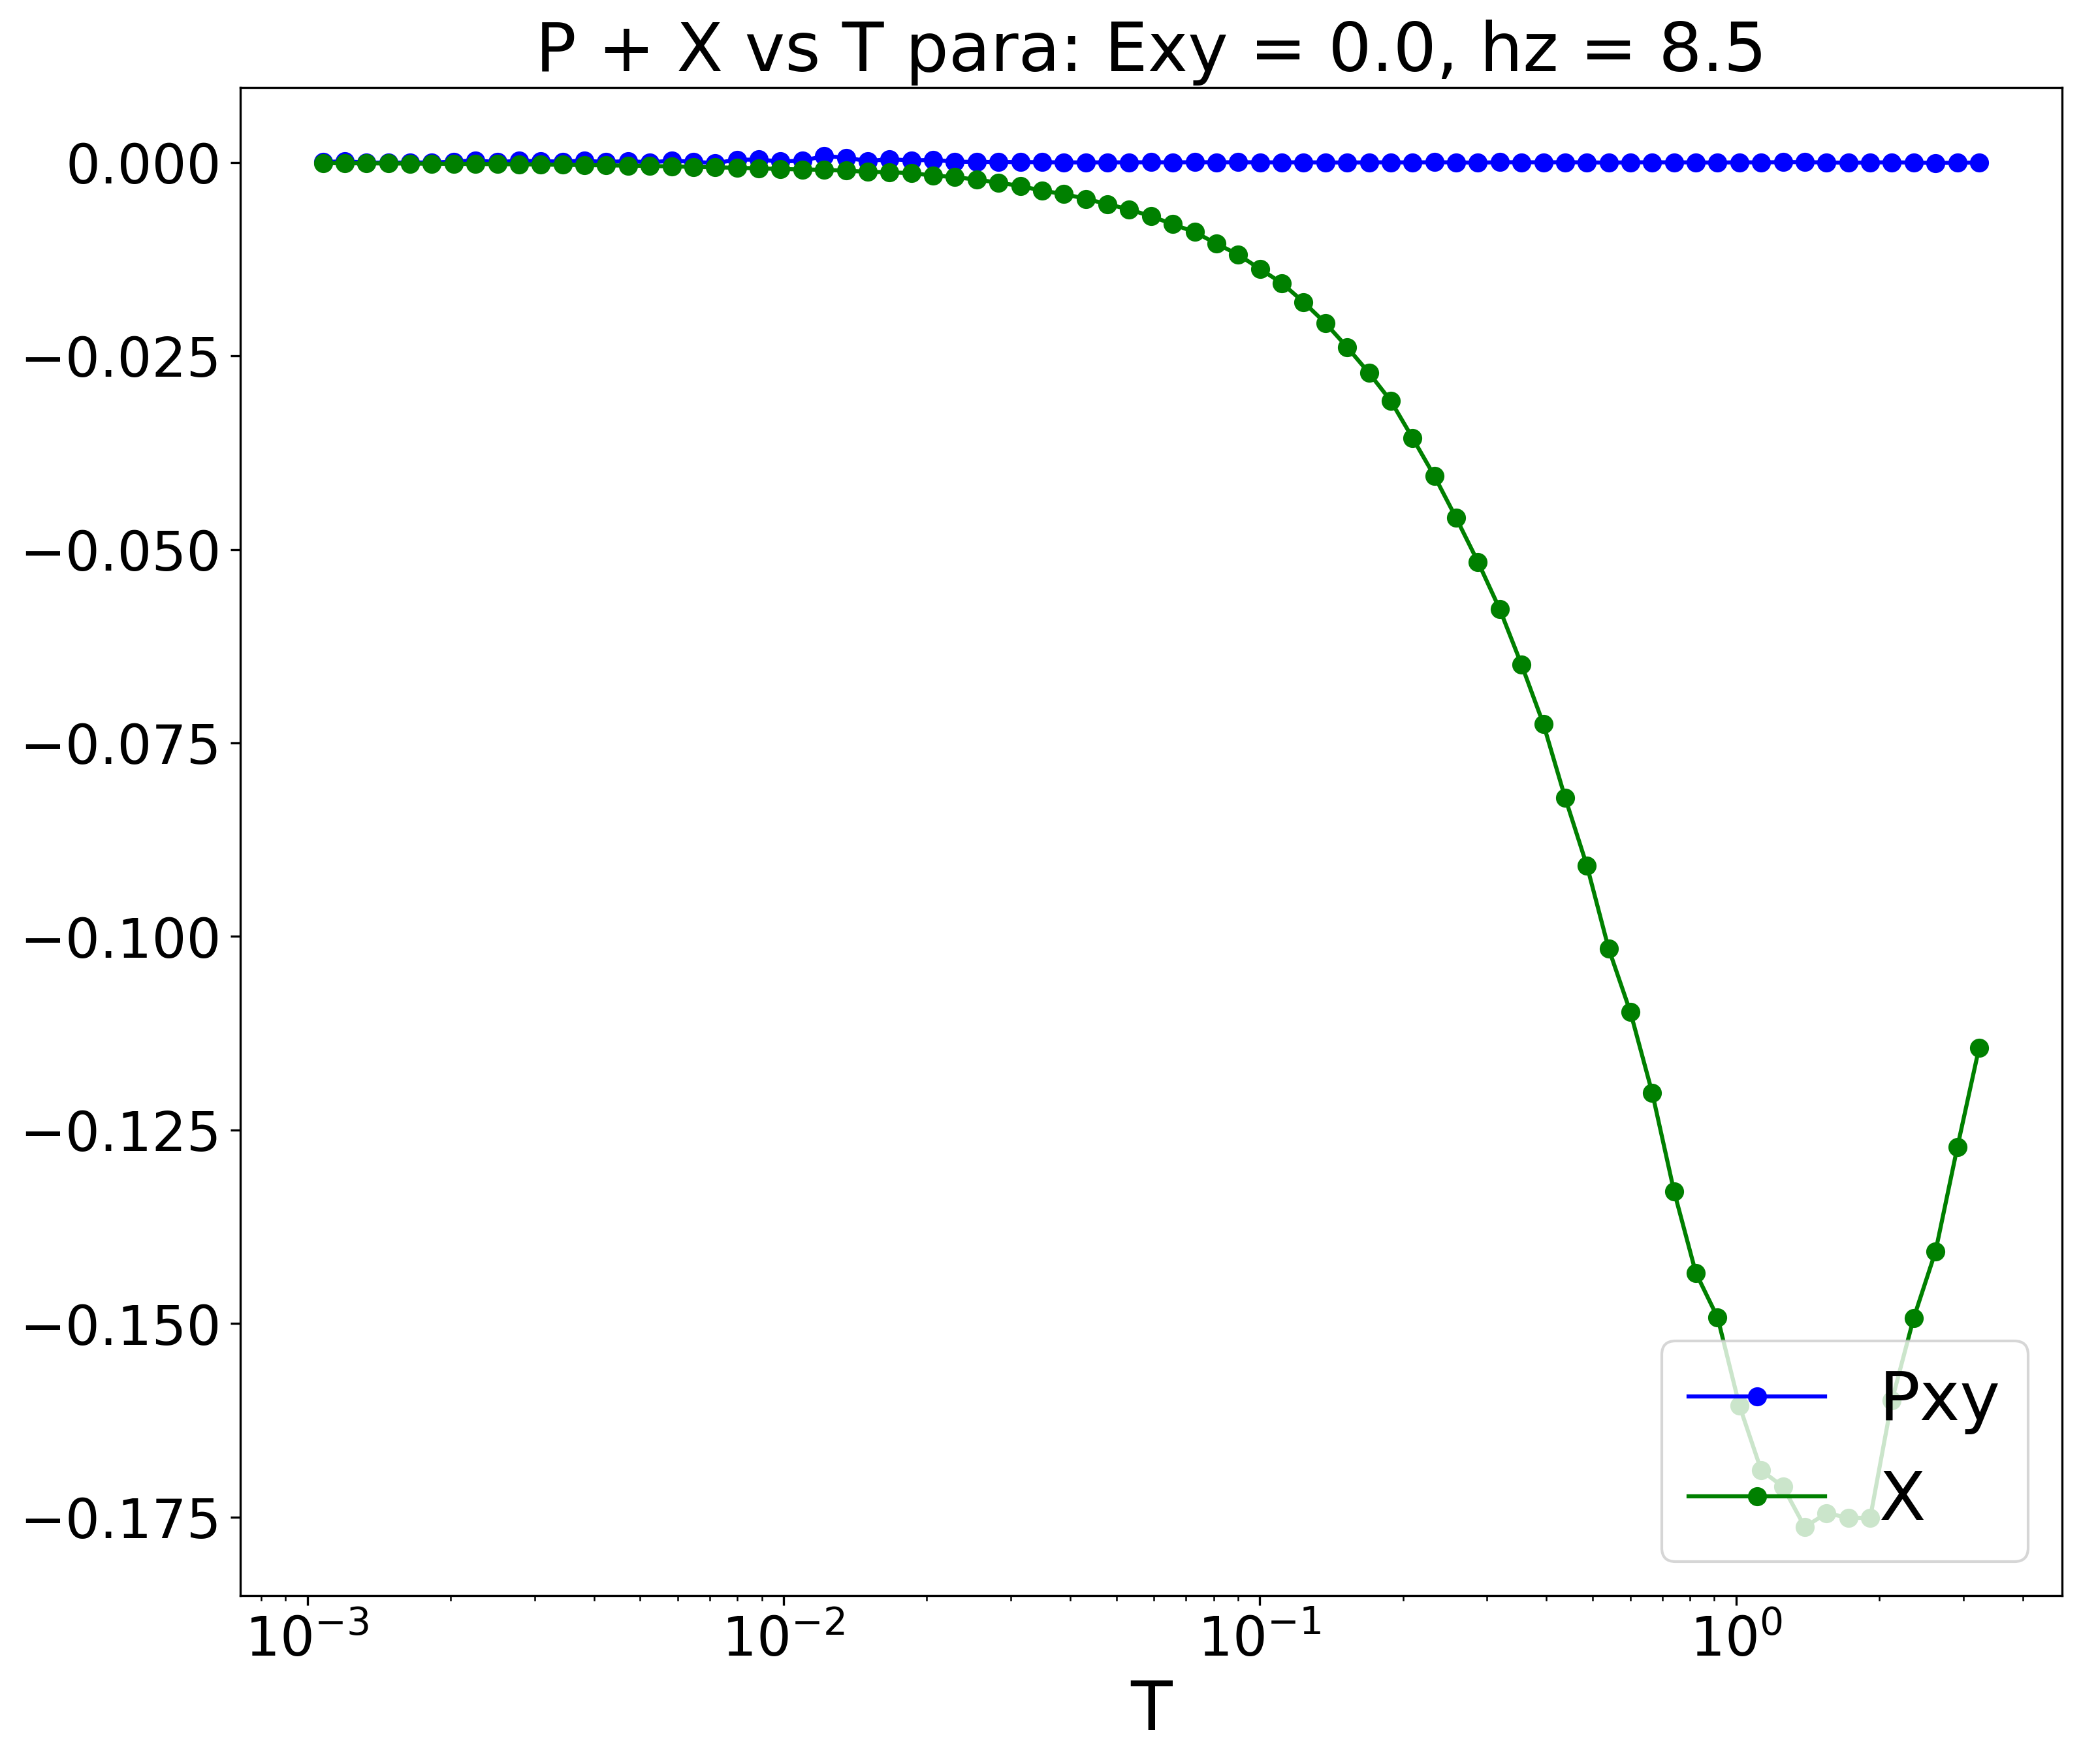 P + X vs T para: Exy = 0.0, hz = 8.5
0.000
−0.025
−0.050
−0.075
−0.100
−0.125
−0.150
−0.175
Pxy
X
10⁻³ 10⁻² 10⁻¹ 10⁰
T